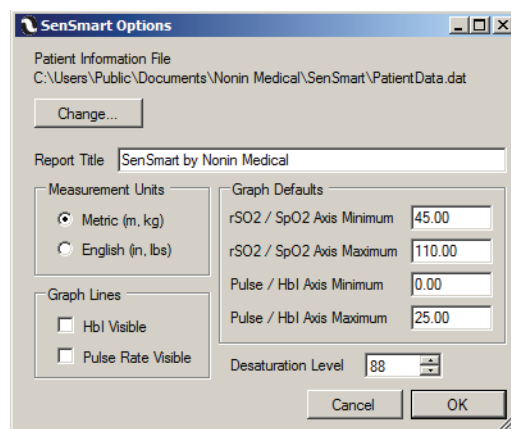 SenSmart Options
Patient Information File
C:\Users\Public\Documents\Nonin Medical\SenSmart\PatientData.dat
Change...
Report Title SenSmart by Nonin Medical
Measurement Units
Metric (m, kg)
English (in, lbs)
Graph Lines
HbI Visible
Pulse Rate Visible
Graph Defaults
rSO2 / SpO2 Axis Minimum 45.00
rSO2 / SpO2 Axis Maximum 110.00
Pulse / HbI Axis Minimum 0.00
Pulse / HbI Axis Maximum 25.00
Desaturation Level 88
Cancel OK